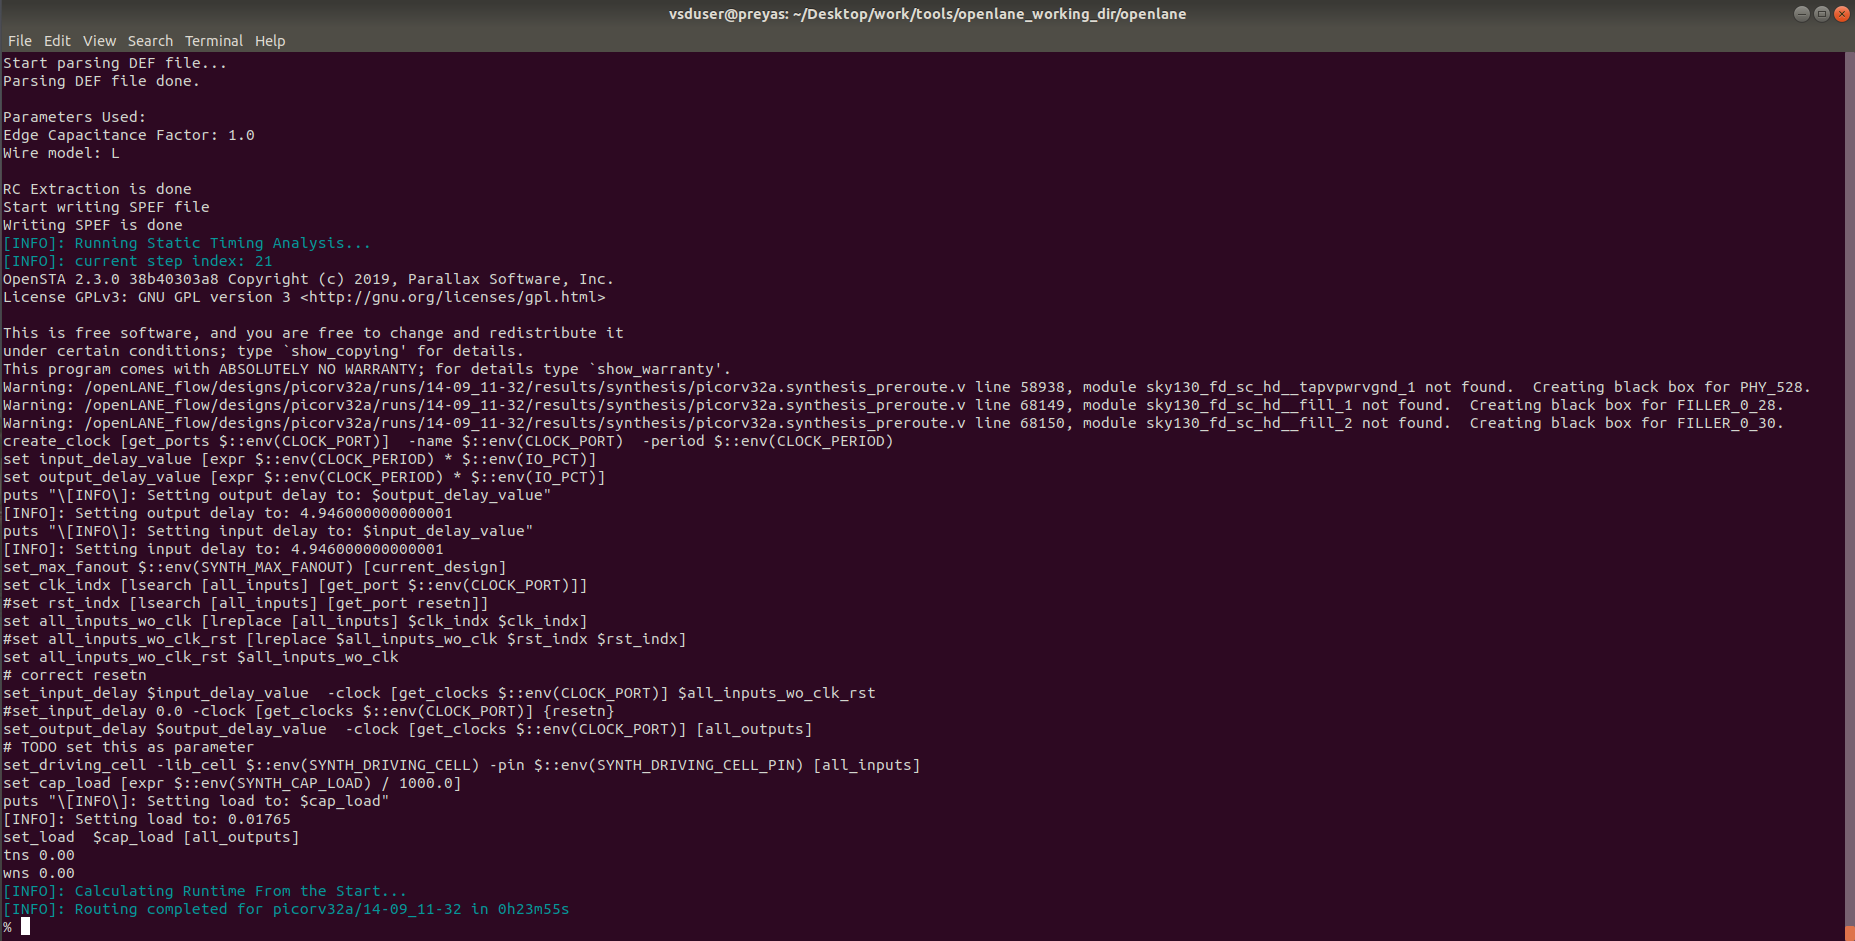 vsduser@preyas: ~/Desktop/work/tools/openlane_working_dir/openlane
File Edit View Search Terminal Help
Start parsing DEF file...
Parsing DEF file done.
Parameters Used:
Edge Capacitance Factor: 1.0
Wire model: L
RC Extraction is done
Start writing SPEF file
Writing SPEF is done
[INFO]: Running Static Timing Analysis...
[INFO]: current step index: 21
OpenSTA 2.3.0 38b40303a8 Copyright (c) 2019, Parallax Software, Inc.
License GPLv3: GNU GPL version 3 <http://gnu.org/licenses/gpl.html>
This is free software, and you are free to change and redistribute it
under certain conditions; type `show_copying' for details.
This program comes with ABSOLUTELY NO WARRANTY; for details type `show_warranty'.
Warning: /openLANE_flow/designs/picorv32a/runs/14-09_11-32/results/synthesis/picorv32a.synthesis_preroute.v line 58938, module sky130_fd_sc_hd__tapvpwrvgnd_1 not found.  Creating black box for PHY_528.
Warning: /openLANE_flow/designs/picorv32a/runs/14-09_11-32/results/synthesis/picorv32a.synthesis_preroute.v line 68149, module sky130_fd_sc_hd__fill_1 not found.  Creating black box for FILLER_0_28.
Warning: /openLANE_flow/designs/picorv32a/runs/14-09_11-32/results/synthesis/picorv32a.synthesis_preroute.v line 68150, module sky130_fd_sc_hd__fill_2 not found.  Creating black box for FILLER_0_30.
create_clock [get_ports $::env(CLOCK_PORT)]  -name $::env(CLOCK_PORT)  -period $::env(CLOCK_PERIOD)
set input_delay_value [expr $::env(CLOCK_PERIOD) * $::env(IO_PCT)]
set output_delay_value [expr $::env(CLOCK_PERIOD) * $::env(IO_PCT)]
puts "\[INFO\]: Setting output delay to: $output_delay_value"
[INFO]: Setting output delay to: 4.946000000000001
puts "\[INFO\]: Setting input delay to: $input_delay_value"
[INFO]: Setting input delay to: 4.946000000000001
set_max_fanout $::env(SYNTH_MAX_FANOUT) [current_design]
set clk_indx [lsearch [all_inputs] [get_port $::env(CLOCK_PORT)]]
#set rst_indx [lsearch [all_inputs] [get_port resetn]]
set all_inputs_wo_clk [lreplace [all_inputs] $clk_indx $clk_indx]
#set all_inputs_wo_clk_rst [lreplace $all_inputs_wo_clk $rst_indx $rst_indx]
set all_inputs_wo_clk_rst $all_inputs_wo_clk
# correct resetn
set_input_delay $input_delay_value  -clock [get_clocks $::env(CLOCK_PORT)] $all_inputs_wo_clk_rst
#set_input_delay 0.0 -clock [get_clocks $::env(CLOCK_PORT)] {resetn}
set_output_delay $output_delay_value  -clock [get_clocks $::env(CLOCK_PORT)] [all_outputs]
# TODO set this as parameter
set_driving_cell -lib_cell $::env(SYNTH_DRIVING_CELL) -pin $::env(SYNTH_DRIVING_CELL_PIN) [all_inputs]
set cap_load [expr $::env(SYNTH_CAP_LOAD) / 1000.0]
puts "\[INFO\]: Setting load to: $cap_load"
[INFO]: Setting load to: 0.01765
set_load  $cap_load [all_outputs]
tns 0.00
wns 0.00
[INFO]: Calculating Runtime From the Start...
[INFO]: Routing completed for picorv32a/14-09_11-32 in 0h23m55s
%